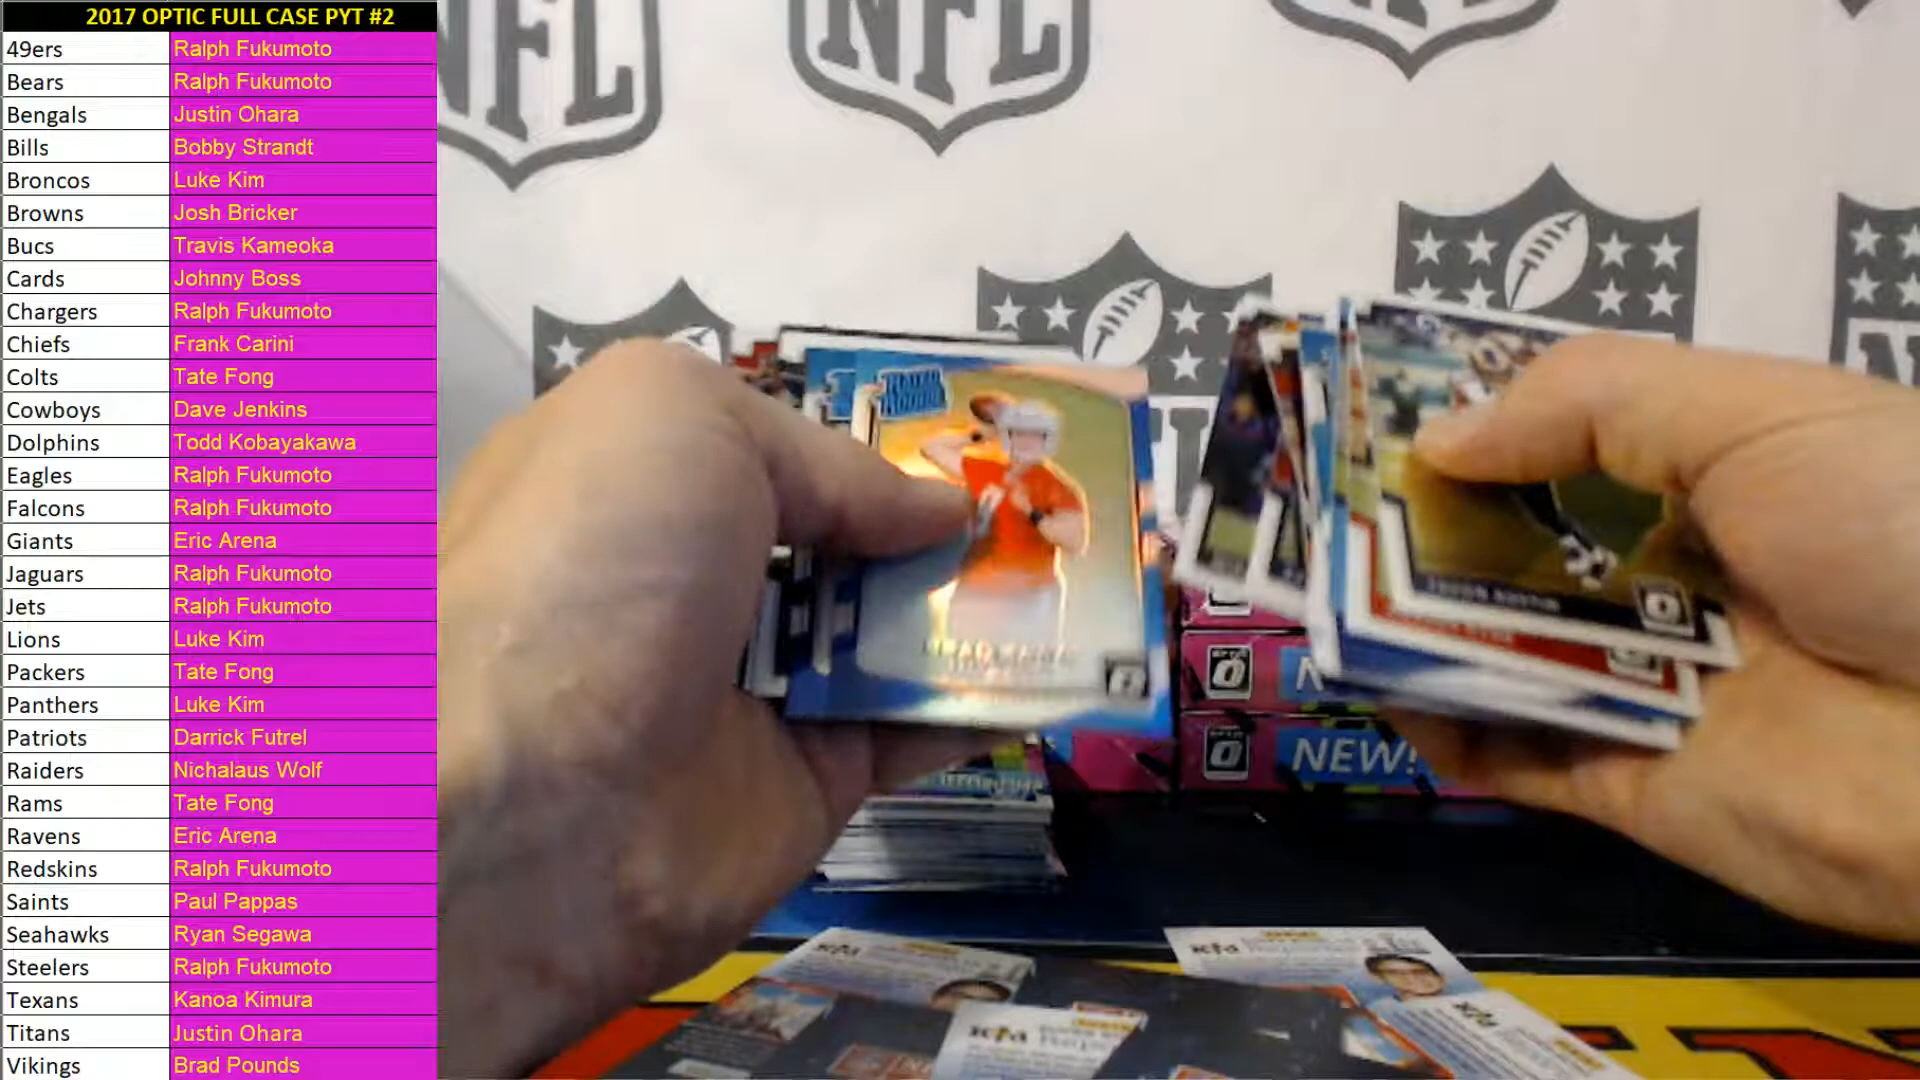 2017 OPTIC FULL CASE PYT #2
49ers Ralph Fukumoto
Bears Ralph Fukumoto
Bengals Justin Ohara
Bills Bobby Strandt
Broncos Luke Kim
Browns Josh Bricker
Bucs Travis Kameoka
Cards Johnny Boss
Chargers Ralph Fukumoto
Chiefs Frank Carini
Colts Tate Fong
Cowboys Dave Jenkins
Dolphins Todd Kobayakawa
Eagles Ralph Fukumoto
Falcons Ralph Fukumoto
Giants Eric Arena
Jaguars Ralph Fukumoto
Jets Ralph Fukumoto
Lions Luke Kim
Packers Tate Fong
Panthers Luke Kim
Patriots Darrick Futrel
Raiders Nichalaus Wolf
Rams Tate Fong
Ravens Eric Arena
Redskins Ralph Fukumoto
Saints Paul Pappas
Seahawks Ryan Segawa
Steelers Ralph Fukumoto
Texans Kanoa Kimura
Titans Justin Ohara
Vikings Brad Pounds
NFL
NFL
RATED ROOKIE
NEW!